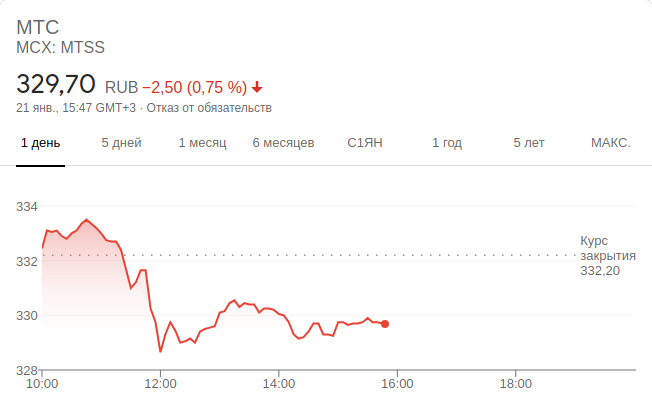 МТС
MCX: MTSS
329,70 RUB −2,50 (0,75 %)
21 янв., 15:47 GMT+3 · Отказ от обязательств
1 день 5 дней 1 месяц 6 месяцев С1ЯН 1 год 5 лет МАКС.
334
Курс
закрытия
332,20
332
330
328
10:00 12:00 14:00 16:00 18:00